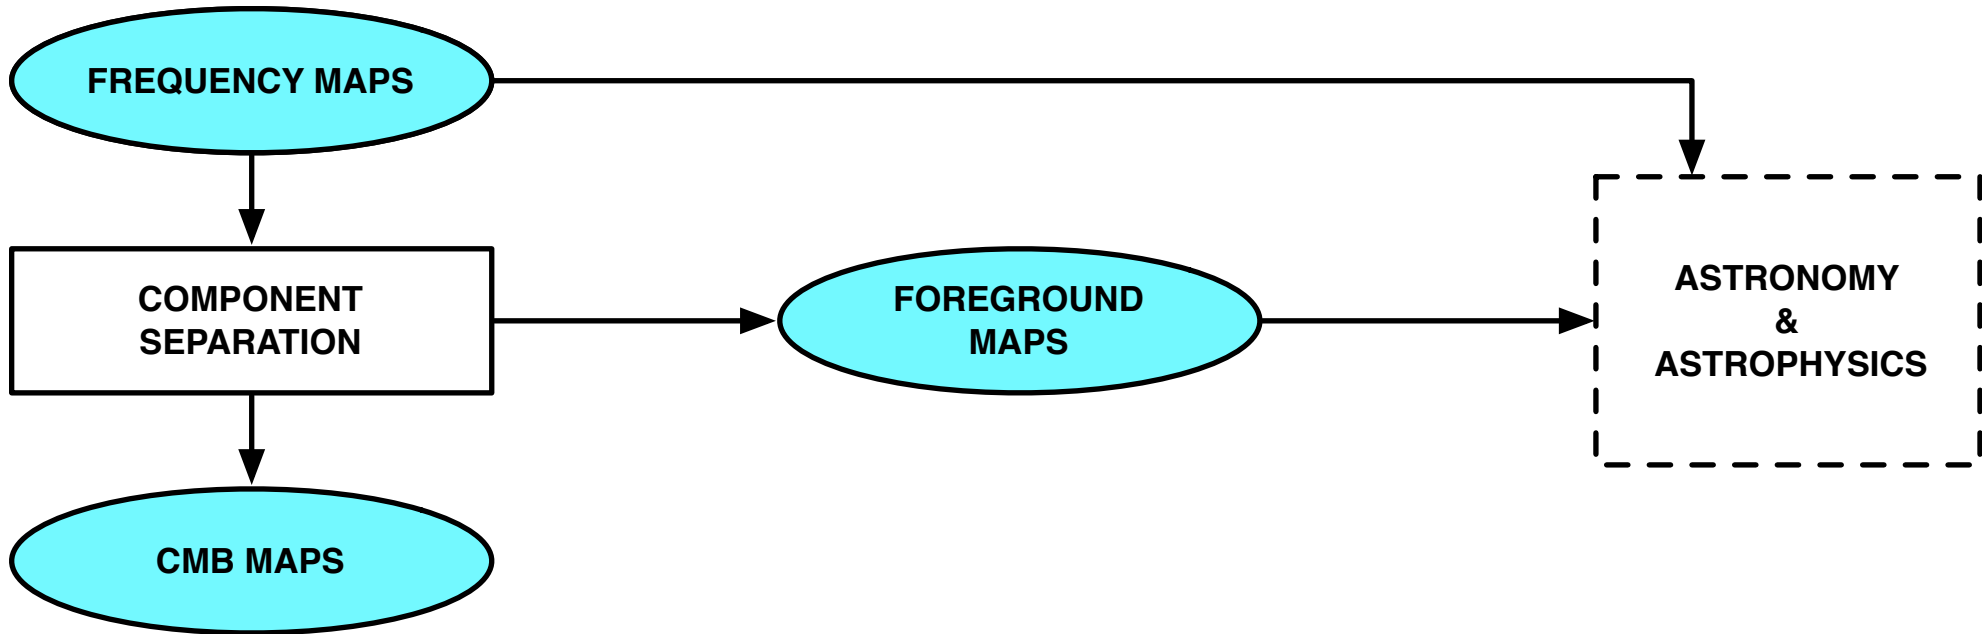 FREQUENCY MAPS
COMPONENT
SEPARATION
FOREGROUND
MAPS
ASTRONOMY
&
ASTROPHYSICS
CMB MAPS